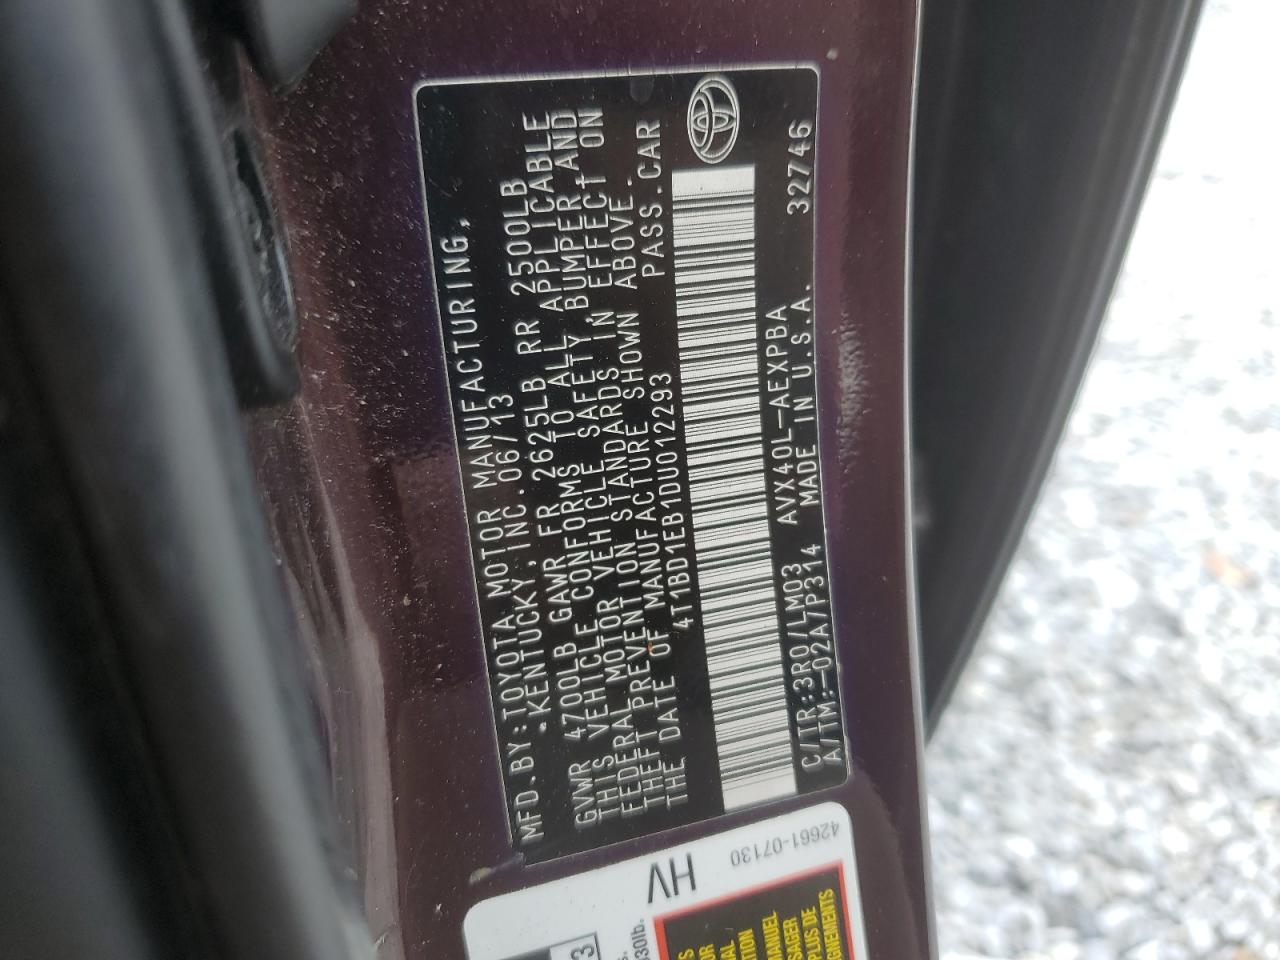 MFD.BY:TOYOTA MOTOR MANUFACTURING,
.KENTUCKY,INC.06/13
GVWR 4700LB GAWR FR 2625LB RR 2500LB
THIS VEHICLE CONFORMS TO ALL APPLICABLE
FEDERAL MOTOR VEHICLE SAFETY BUMPER,AND
THEFT PREVENTION STANDARDS IN EFFECT ON
THE DATE OF MANUFACTURE SHOWN ABOVE.
4T1BD1EB1DU012293 PASS.CAR
C/TR:3R0/LM03 AVX40L-AEXPBA 32746
A/TM:-02A/P314 MADE IN U.S.A.
42661-07130
HV
MANUEL
PLUS DE